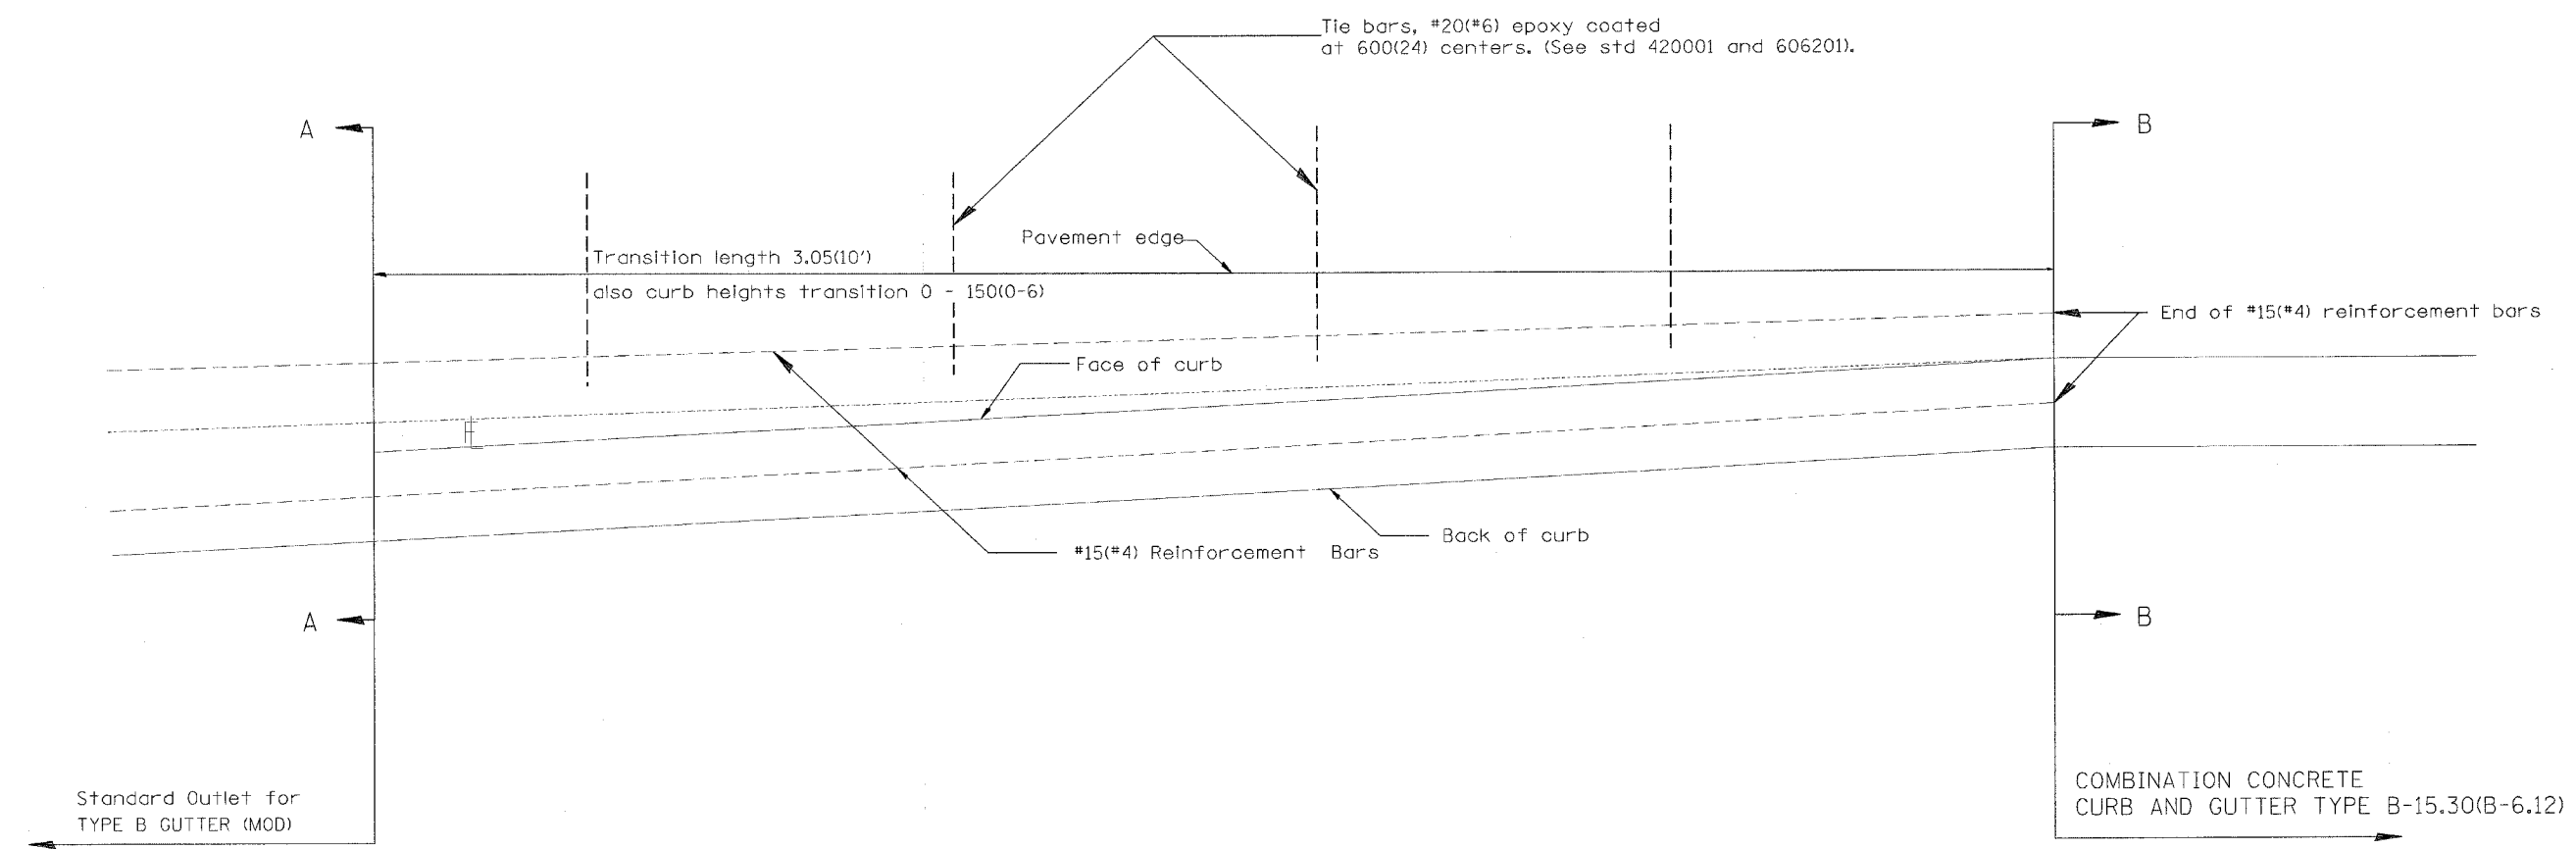 Tie bars, #20(#6) epoxy coated
at 600(24) centers. (See std 420001 and 606201).
A
B
Pavement edge
Transition length 3.05(10')
also curb heights transition 0 - 150(0-6)
End of #15(#4) reinforcement bars
Face of curb
Back of curb
#15(#4) Reinforcement Bars
A
B
Standard Outlet for
TYPE B GUTTER (MOD)
COMBINATION CONCRETE
CURB AND GUTTER TYPE B-15.30(B-6.12)